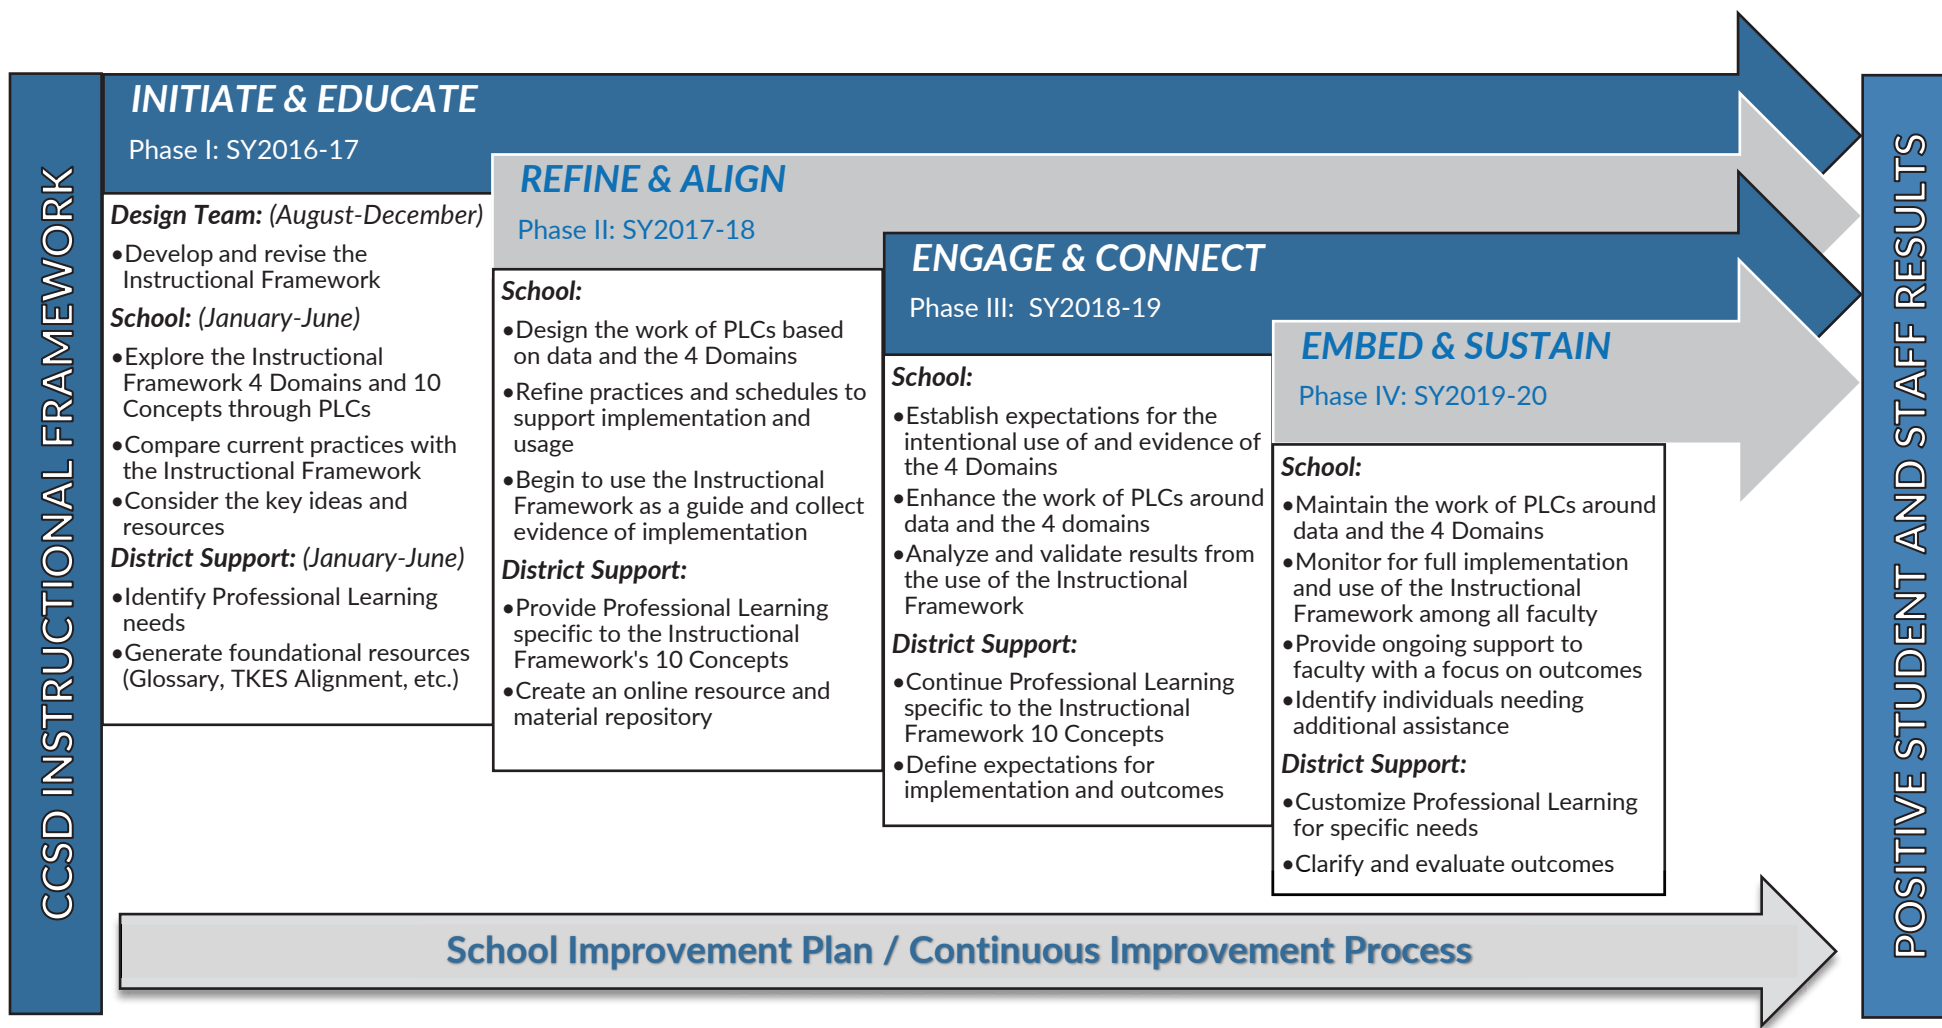 CCSD INSTRUCTIONAL FRAMEWORK
INITIATE & EDUCATE
Phase I: SY2016-17
Design Team: (August-December)
•Develop and revise the
Instructional Framework
School: (January-June)
•Explore the Instructional
Framework 4 Domains and 10
Concepts through PLCs
•Compare current practices with
the Instructional Framework
•Consider the key ideas and
resources
District Support: (January-June)
•Identify Professional Learning
needs
•Generate foundational resources
(Glossary, TKES Alignment, etc.)
REFINE & ALIGN
Phase II: SY2017-18
School:
•Design the work of PLCs based
on data and the 4 Domains
•Refine practices and schedules to
support implementation and
usage
•Begin to use the Instructional
Framework as a guide and collect
evidence of implementation
District Support:
•Provide Professional Learning
specific to the Instructional
Framework's 10 Concepts
•Create an online resource and
material repository
ENGAGE & CONNECT
Phase III: SY2018-19
School:
•Establish expectations for the
intentional use of and evidence of
the 4 Domains
•Enhance the work of PLCs around
data and the 4 domains
•Analyze and validate results from
the use of the Instructional
Framework
District Support:
•Continue Professional Learning
specific to the Instructional
Framework 10 Concepts
•Define expectations for
implementation and outcomes
EMBED & SUSTAIN
Phase IV: SY2019-20
School:
•Maintain the work of PLCs around
data and the 4 Domains
•Monitor for full implementation
and use of the Instructional
Framework among all faculty
•Provide ongoing support to
faculty with a focus on outcomes
•Identify individuals needing
additional assistance
District Support:
•Customize Professional Learning
for specific needs
•Clarify and evaluate outcomes
School Improvement Plan / Continuous Improvement Process
POSITIVE STUDENT AND STAFF RESULTS